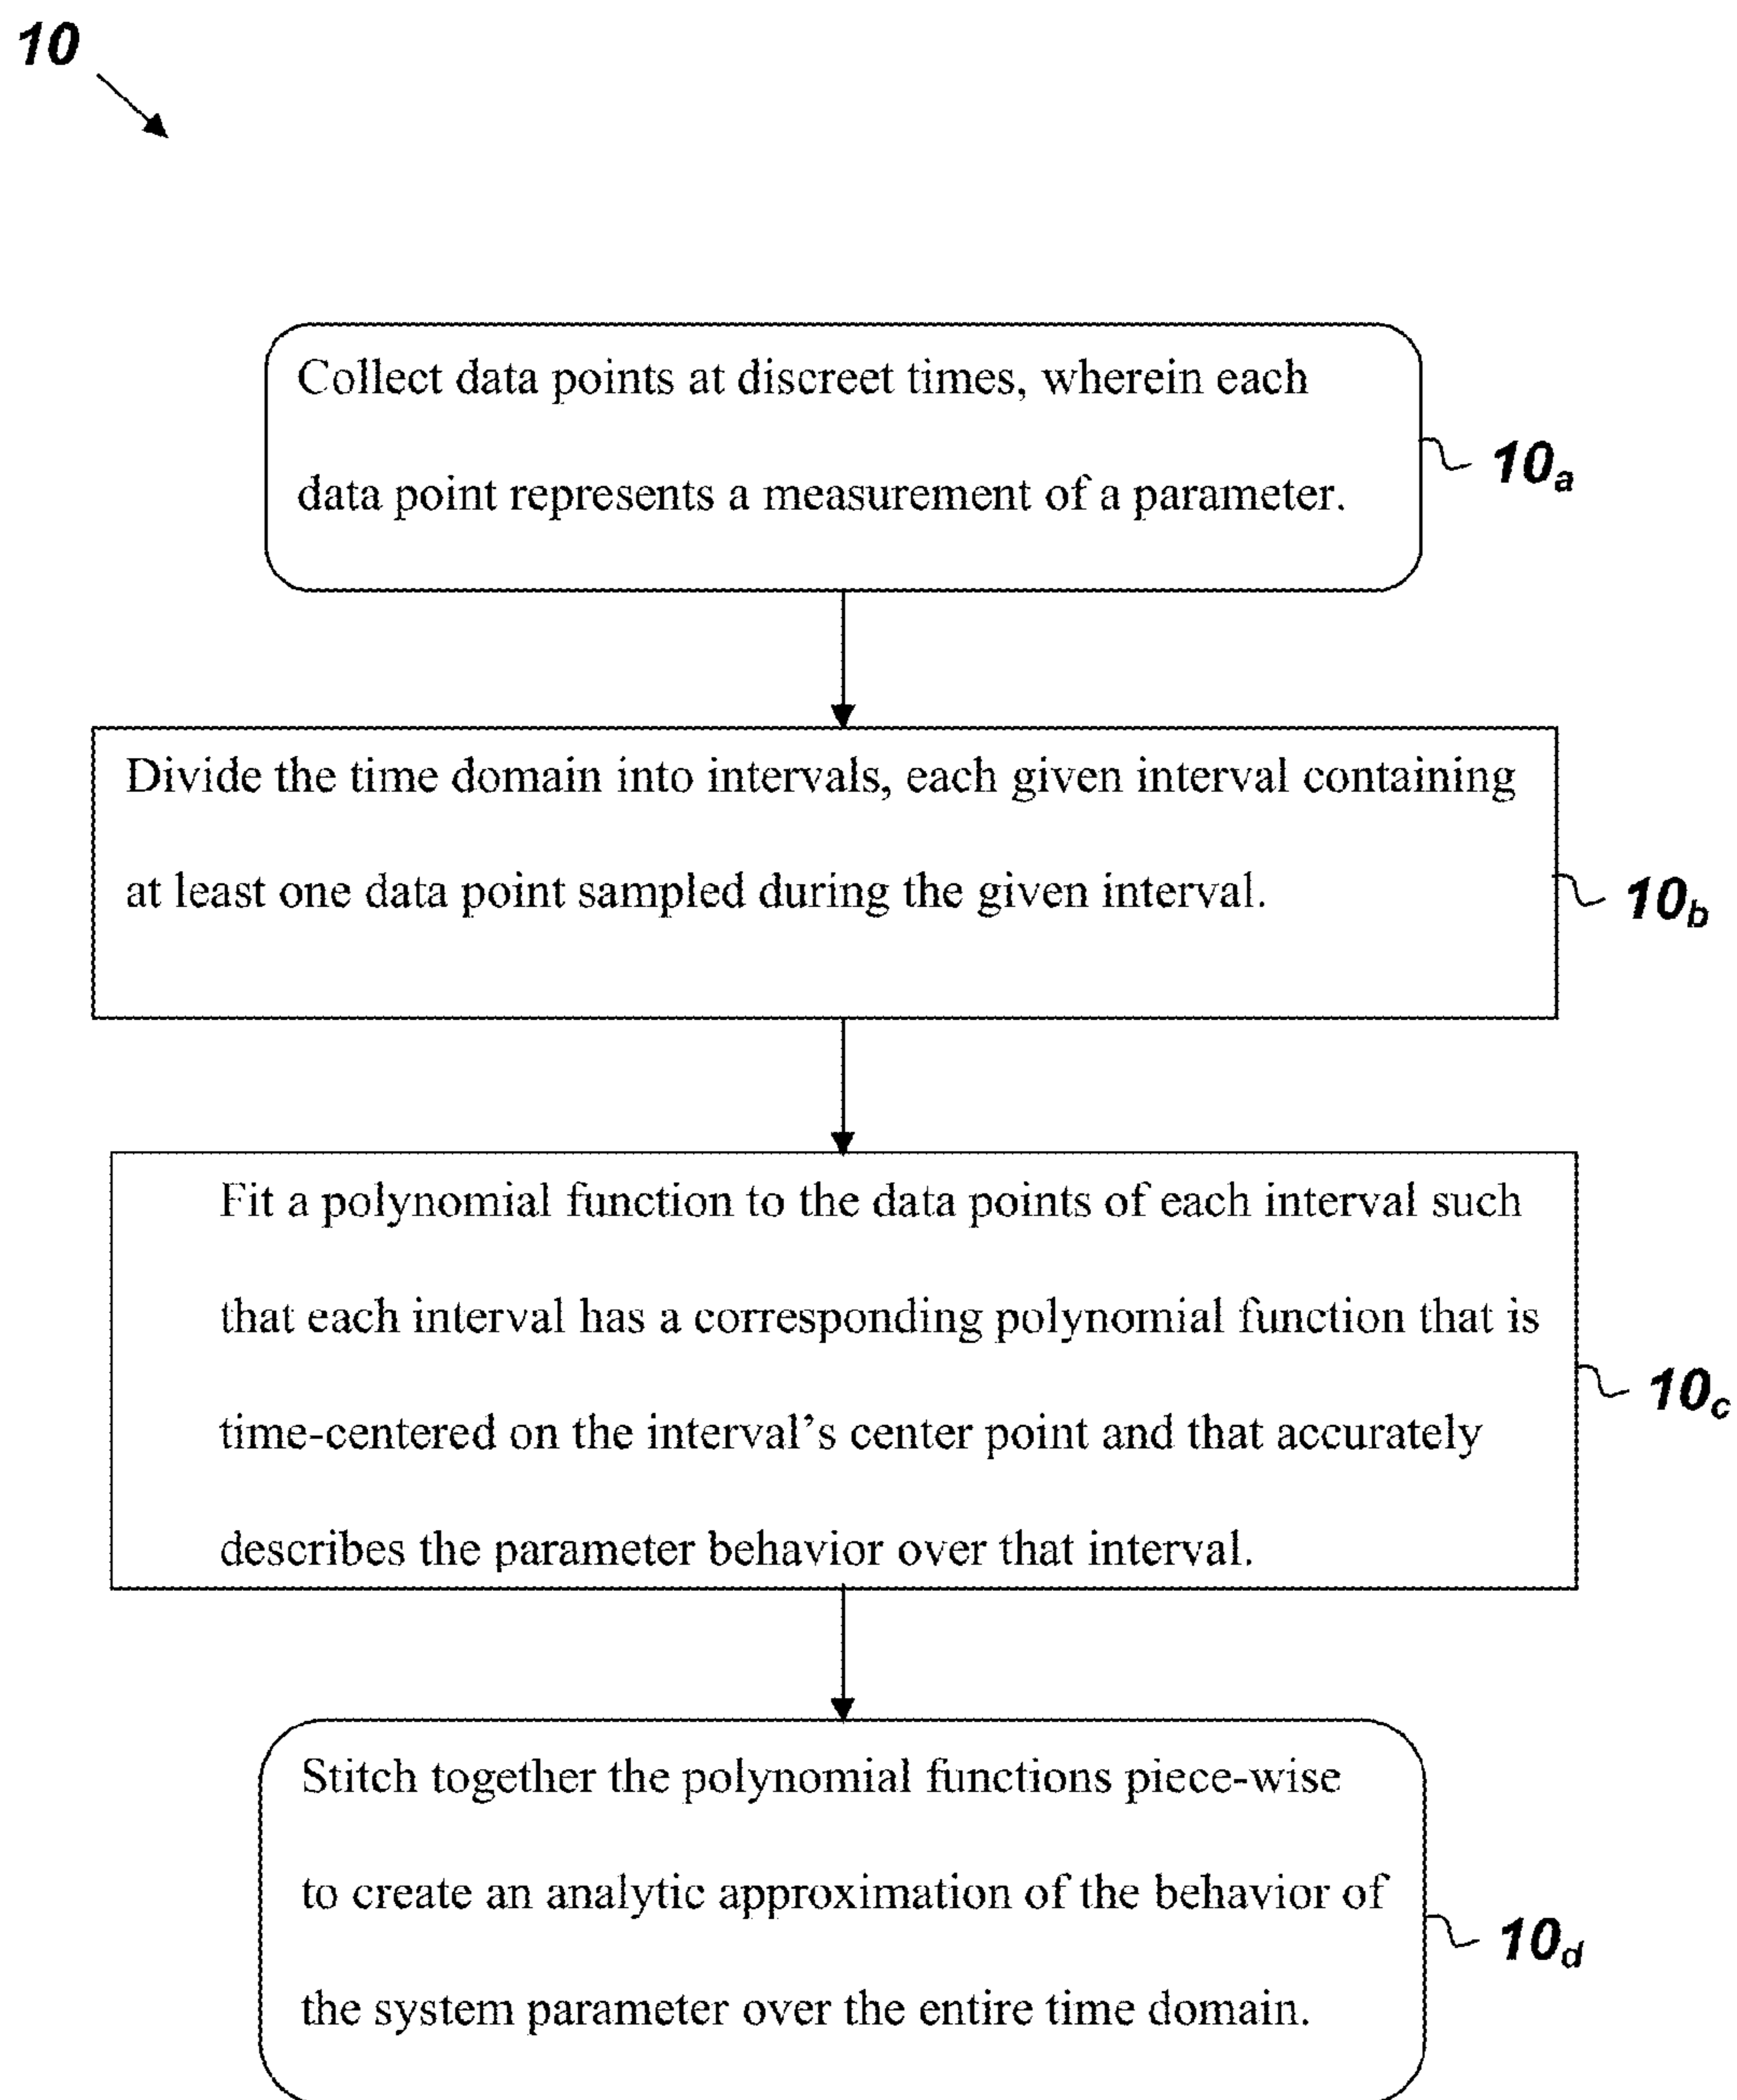 10
Collect data points at discreet times, wherein each
data point represents a measurement of a parameter.
10a
Divide the time domain into intervals, each given interval containing
at least one data point sampled during the given interval.
10b
Fit a polynomial function to the data points of each interval such
that each interval has a corresponding polynomial function that is
time-centered on the interval's center point and that accurately
describes the parameter behavior over that interval.
10c
Stitch together the polynomial functions piece-wise
to create an analytic approximation of the behavior of
the system parameter over the entire time domain.
10d